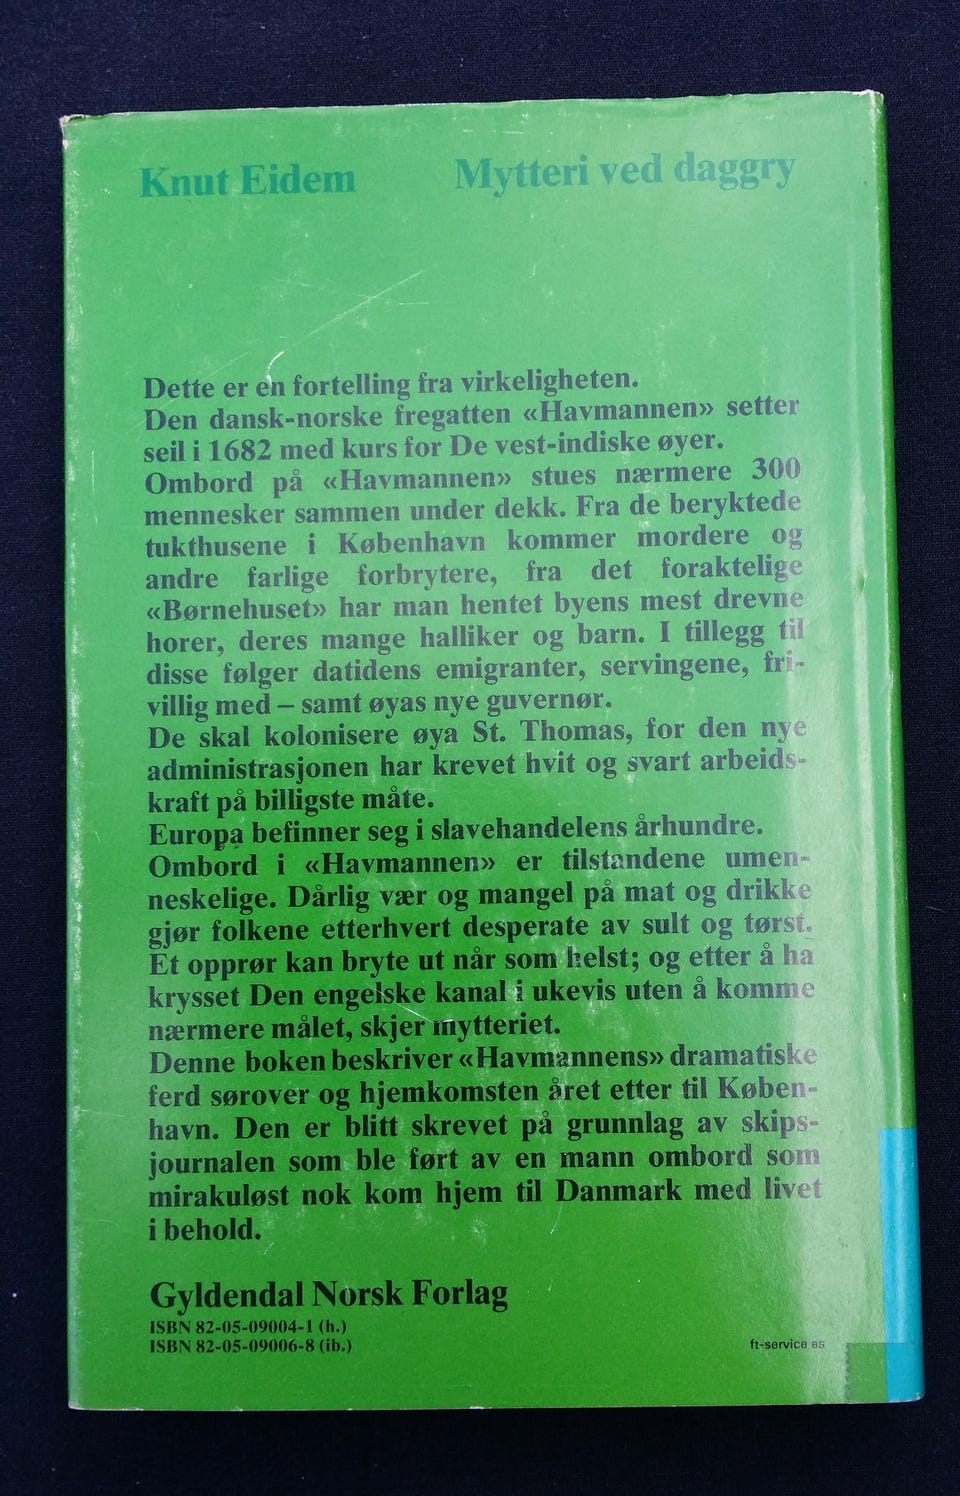 Knut Eidem Mytteri ved daggry
Dette er en fortelling fra virkeligheten.
Den dansk-norske fregatten «Havmannen» setter
seil i 1682 med kurs for De vest-indiske øyer.
Ombord på «Havmannen» stues nærmere 300
mennesker sammen under dekk. Fra de beryktede
tukthusene i København kommer mordere og
andre farlige forbrytere, fra det foraktelige
«Børnehuset» har man hentet byens mest drevne
horer, deres mange halliker og barn. I tillegg til
disse følger datidens emigranter, servingene, fri-
villig med – samt øyas nye guvernør.
De skal kolonisere øya St. Thomas, for den nye
administrasjonen har krevet hvit og svart arbeids-
kraft på billigste måte.
Europa befinner seg i slavehandelens århundre.
Ombord i «Havmannen» er tilstandene umen-
neskelige. Dårlig vær og mangel på mat og drikke
gjør folkene etterhvert desperate av sult og tørst.
Et opprør kan bryte ut når som helst; og etter å ha
krysset Den engelske kanal i ukevis uten å komme
nærmere målet, skjer mytteriet.
Denne boken beskriver «Havmannens» dramatiske
ferd sørover og hjemkomsten året etter til Køben-
havn. Den er blitt skrevet på grunnlag av skips-
journalen som ble ført av en mann ombord som
mirakuløst nok kom hjem til Danmark med livet
i behold.
Gyldendal Norsk Forlag
ISBN 82-05-09004-1 (h.)
ISBN 82-05-09006-8 (ib.)
ft-service as